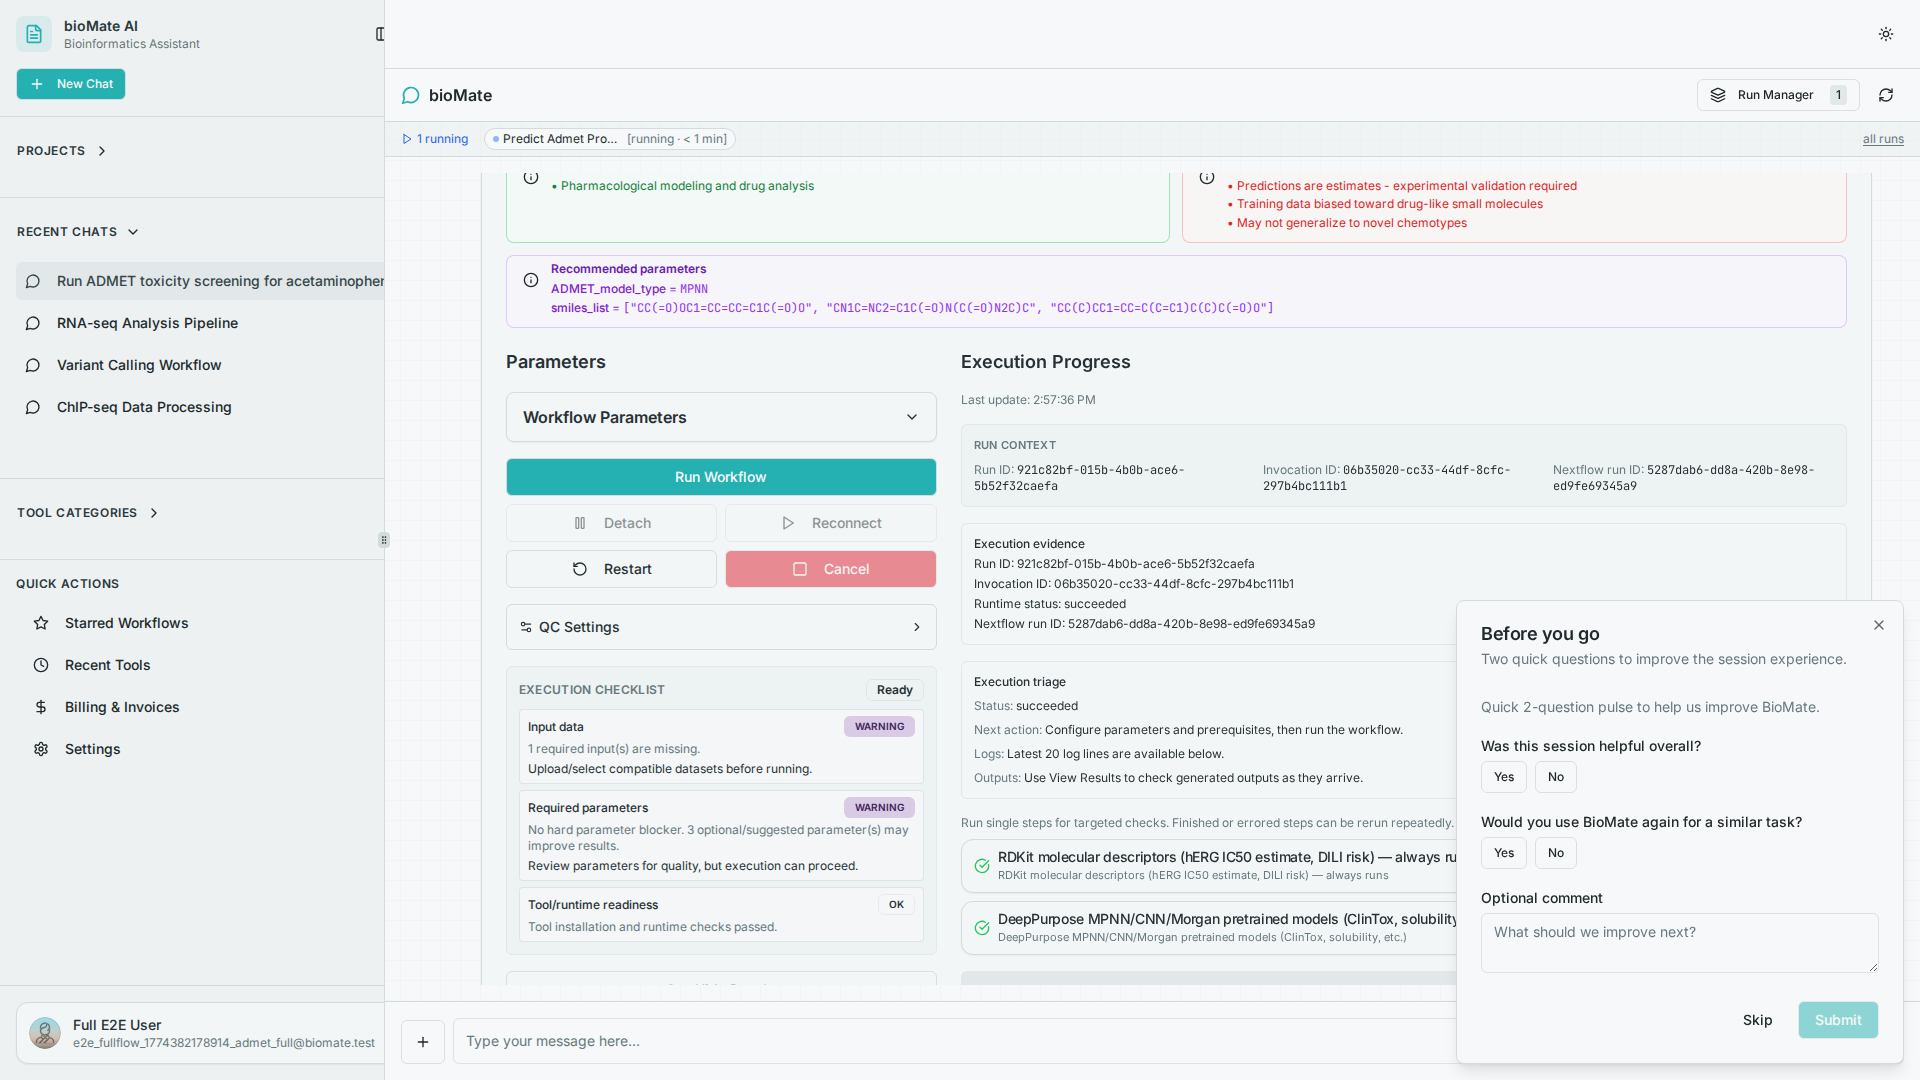 bioMate AI
Bioinformatics Assistant
New Chat
PROJECTS
RECENT CHATS
Run ADMET toxicity screening for acetaminophen
RNA-seq Analysis Pipeline
Variant Calling Workflow
ChIP-seq Data Processing
TOOL CATEGORIES
QUICK ACTIONS
Starred Workflows
Recent Tools
Billing & Invoices
Settings
Full E2E User
e2e_fullflow_1774382178914_admet_full@biomate.test
bioMate
Run Manager 1
1 running
Predict Admet Pro... [running · < 1 min]
all runs
• Pharmacological modeling and drug analysis
• Predictions are estimates - experimental validation required
• Training data biased toward drug-like small molecules
• May not generalize to novel chemotypes
Recommended parameters
ADMET_model_type = MPNN
smiles_list = ["CC(=O)OC1=CC=CC=C1C(=O)O", "CN1C=NC2=C1C(=O)N(C(=O)N2C)C", "CC(C)CC1=CC=C(C=C1)C(C)C(=O)O"]
Parameters
Workflow Parameters
Run Workflow
Detach
Reconnect
Restart
Cancel
QC Settings
EXECUTION CHECKLIST
Ready
Input data
WARNING
1 required input(s) are missing.
Upload/select compatible datasets before running.
Required parameters
WARNING
No hard parameter blocker. 3 optional/suggested parameter(s) may
improve results.
Review parameters for quality, but execution can proceed.
Tool/runtime readiness
OK
Tool installation and runtime checks passed.
Execution Progress
Last update: 2:57:36 PM
RUN CONTEXT
Run ID: 921c82bf-015b-4b0b-ace6-
5b52f32caefa
Invocation ID: 06b35020-cc33-44df-8cfc-
297b4bc111b1
Nextflow run ID: 5287dab6-dd8a-420b-8e98-
ed9fe69345a9
Execution evidence
Run ID: 921c82bf-015b-4b0b-ace6-5b52f32caefa
Invocation ID: 06b35020-cc33-44df-8cfc-297b4bc111b1
Runtime status: succeeded
Nextflow run ID: 5287dab6-dd8a-420b-8e98-ed9fe69345a9
Execution triage
Status: succeeded
Next action: Configure parameters and prerequisites, then run the workflow.
Logs: Latest 20 log lines are available below.
Outputs: Use View Results to check generated outputs as they arrive.
Run single steps for targeted checks. Finished or errored steps can be rerun repeatedly.
RDKit molecular descriptors (hERG IC50 estimate, DILI risk) — always ru
RDKit molecular descriptors (hERG IC50 estimate, DILI risk) — always runs
DeepPurpose MPNN/CNN/Morgan pretrained models (ClinTox, solubility
DeepPurpose MPNN/CNN/Morgan pretrained models (ClinTox, solubility, etc.)
Type your message here...
Before you go
Two quick questions to improve the session experience.
Quick 2-question pulse to help us improve BioMate.
Was this session helpful overall?
Yes
No
Would you use BioMate again for a similar task?
Yes
No
Optional comment
What should we improve next?
Skip
Submit